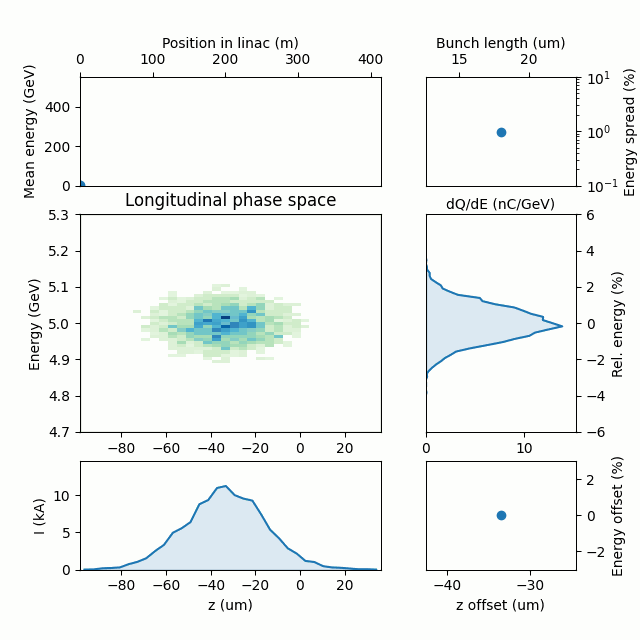 Position in linac (m)
0 100 200 300 400
Mean energy (GeV)
400
200
0
Bunch length (um)
15 20
Energy spread (%)
10¹
10⁰
10⁻¹
Longitudinal phase space
Energy (GeV)
5.3
5.2
5.1
5.0
4.9
4.8
4.7
−80 −60 −40 −20 0 20
dQ/dE (nC/GeV)
Rel. energy (%)
6
4
2
0
−2
−4
−6
0 10
I (kA)
10
5
0
−80 −60 −40 −20 0 20
z (um)
Energy offset (%)
2
0
−2
−40 −30
z offset (um)